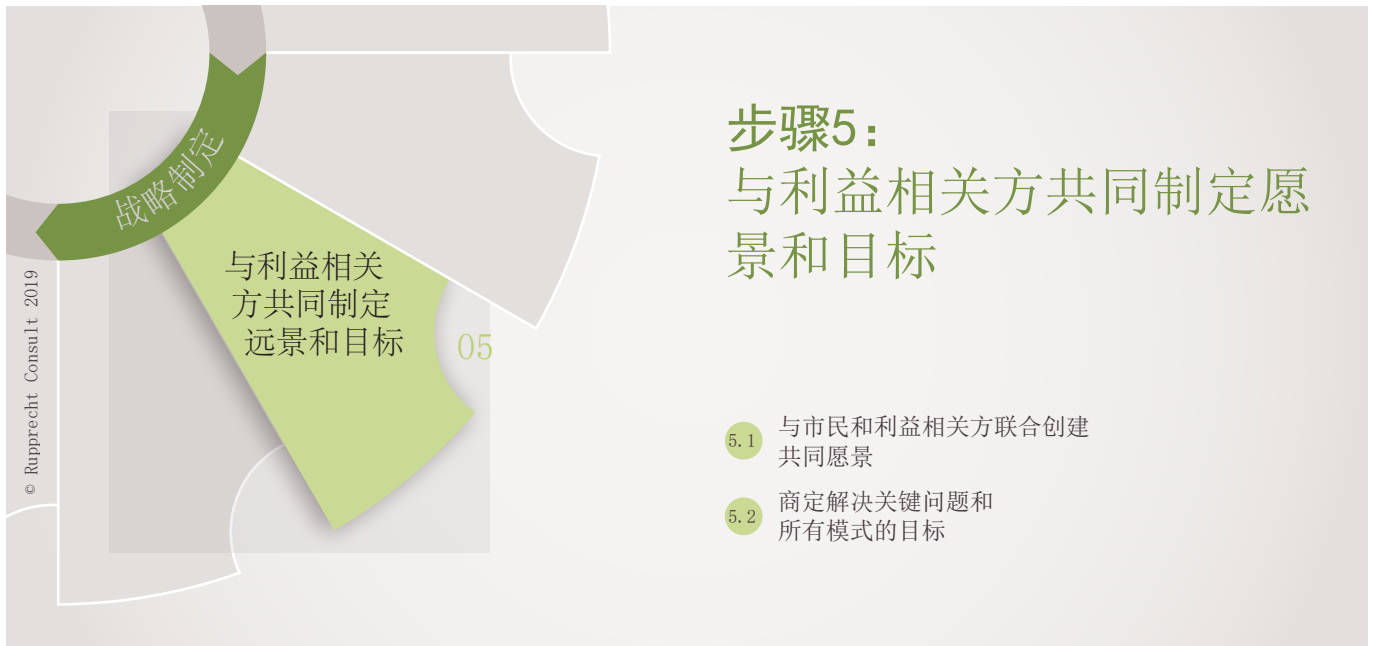 战略制定
与利益相关
方共同制定
远景和目标
05
© Rupprecht Consult 2019
步骤5：
与利益相关方共同制定愿
景和目标
5.1
与市民和利益相关方联合创建
共同愿景
5.2
商定解决关键问题和
所有模式的目标